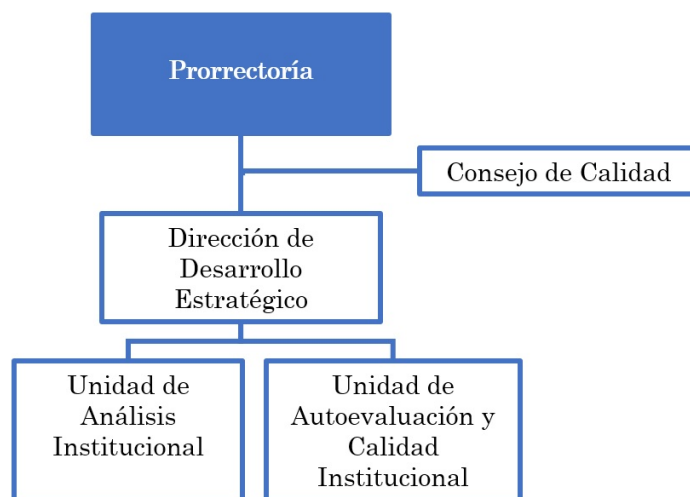 Prorrectoría
Consejo de Calidad
Dirección de
Desarrollo
Estratégico
Unidad de
Análisis
Institucional
Unidad de
Autoevaluación y
Calidad
Institucional